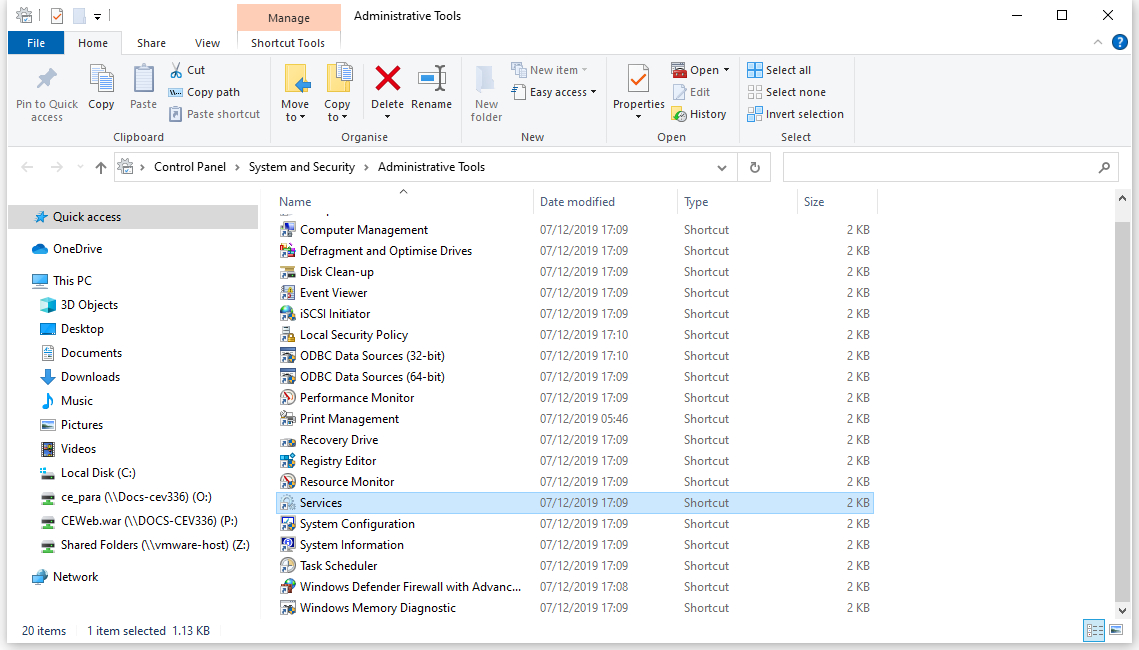 Manage
Administrative Tools
File
Home
Share
View
Shortcut Tools
Pin to Quick access
Copy
Paste
Cut
Copy path
Paste shortcut
Clipboard
Move to
Copy to
Delete
Rename
Organise
New folder
New item
Easy access
New
Properties
Open
Edit
History
Open
Select all
Select none
Invert selection
Select
Control Panel > System and Security > Administrative Tools
Quick access
OneDrive
This PC
3D Objects
Desktop
Documents
Downloads
Music
Pictures
Videos
Local Disk (C:)
ce_para (\\Docs-cev336) (O:)
CEWeb.war (\\DOCS-CEV336) (P:)
Shared Folders (\\vmware-host) (Z:)
Network
Name Date modified Type Size
Computer Management 07/12/2019 17:09 Shortcut 2 KB
Defragment and Optimise Drives 07/12/2019 17:09 Shortcut 2 KB
Disk Clean-up 07/12/2019 17:09 Shortcut 2 KB
Event Viewer 07/12/2019 17:09 Shortcut 2 KB
iSCSI Initiator 07/12/2019 17:09 Shortcut 2 KB
Local Security Policy 07/12/2019 17:10 Shortcut 2 KB
ODBC Data Sources (32-bit) 07/12/2019 17:10 Shortcut 2 KB
ODBC Data Sources (64-bit) 07/12/2019 17:09 Shortcut 2 KB
Performance Monitor 07/12/2019 17:09 Shortcut 2 KB
Print Management 07/12/2019 05:46 Shortcut 2 KB
Recovery Drive 07/12/2019 17:09 Shortcut 2 KB
Registry Editor 07/12/2019 17:09 Shortcut 2 KB
Resource Monitor 07/12/2019 17:09 Shortcut 2 KB
Services 07/12/2019 17:09 Shortcut 2 KB
System Configuration 07/12/2019 17:09 Shortcut 2 KB
System Information 07/12/2019 17:09 Shortcut 2 KB
Task Scheduler 07/12/2019 17:09 Shortcut 2 KB
Windows Defender Firewall with Advanc... 07/12/2019 17:08 Shortcut 2 KB
Windows Memory Diagnostic 07/12/2019 17:09 Shortcut 2 KB
20 items 1 item selected 1.13 KB